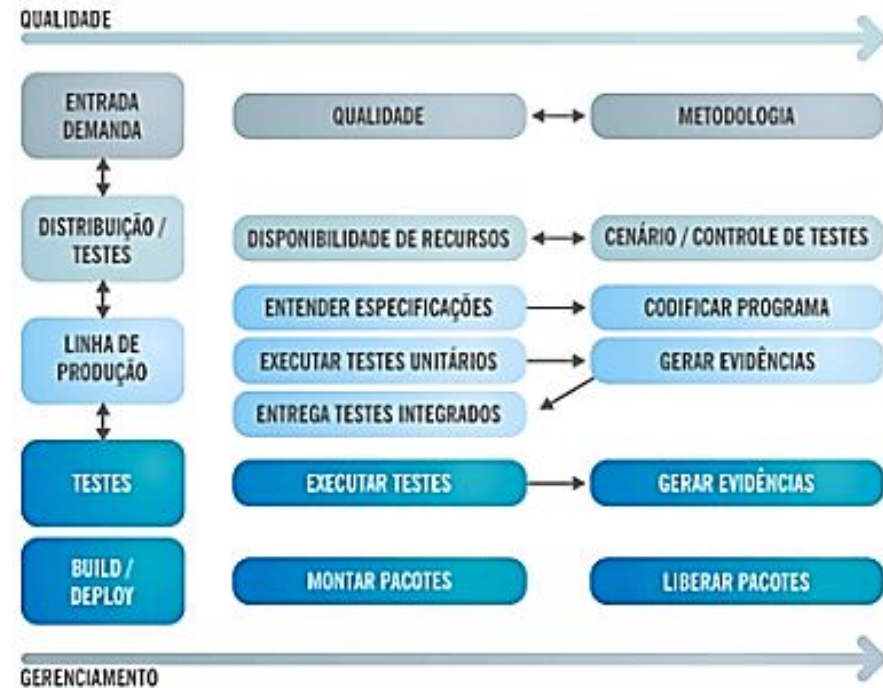 QUALIDADE
ENTRADA
DEMANDA
QUALIDADE
METODOLOGIA
DISTRIBUIÇÃO /
TESTES
DISPONIBILIDADE DE RECURSOS
CENÁRIO / CONTROLE DE TESTES
LINHA DE
PRODUÇÃO
ENTENDER ESPECIFICAÇÕES
CODIFICAR PROGRAMA
EXECUTAR TESTES UNITÁRIOS
GERAR EVIDÊNCIAS
ENTREGA TESTES INTEGRADOS
TESTES
EXECUTAR TESTES
GERAR EVIDÊNCIAS
BUILD /
DEPLOY
MONTAR PACOTES
LIBERAR PACOTES
GERENCIAMENTO